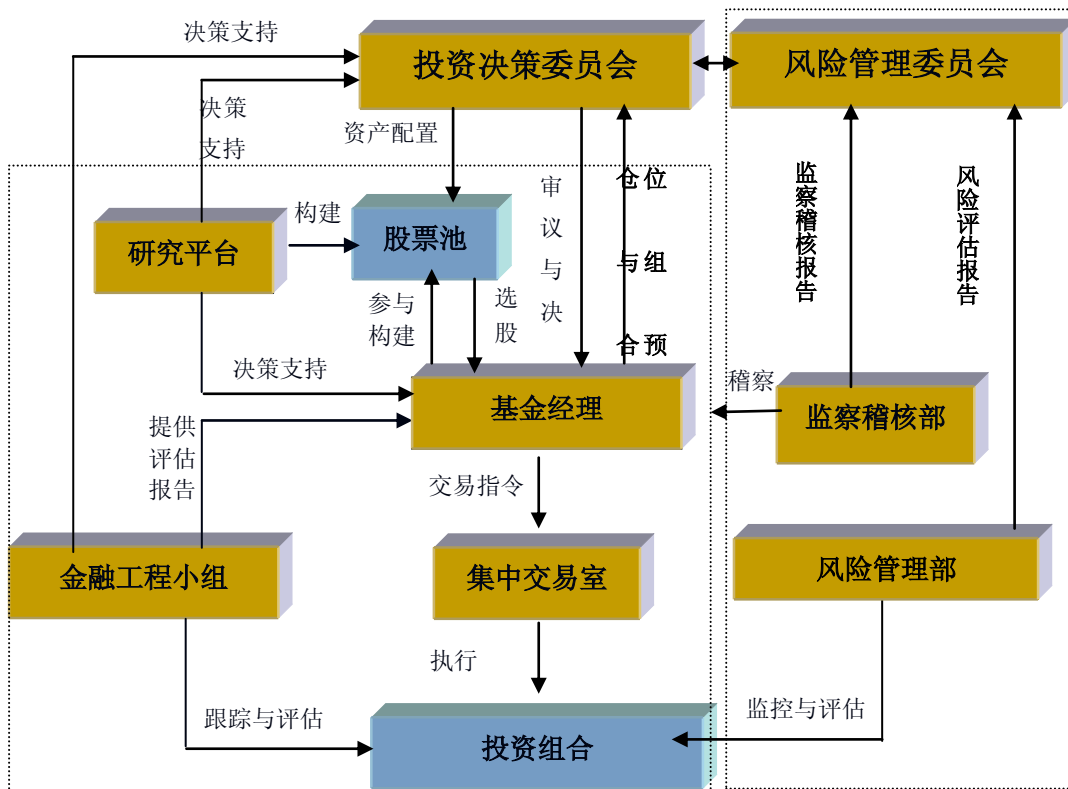 决策支持
投资决策委员会
风险管理委员会
决策
支持
资产配置
审
议
与
决
仓位
与组
合预
监察稽核报告
风险评估报告
研究平台
构建
股票池
参与
构建
选
股
决策支持
基金经理
稽察
监察稽核部
提供
评估
报告
交易指令
金融工程小组
集中交易室
风险管理部
执行
跟踪与评估
投资组合
监控与评估